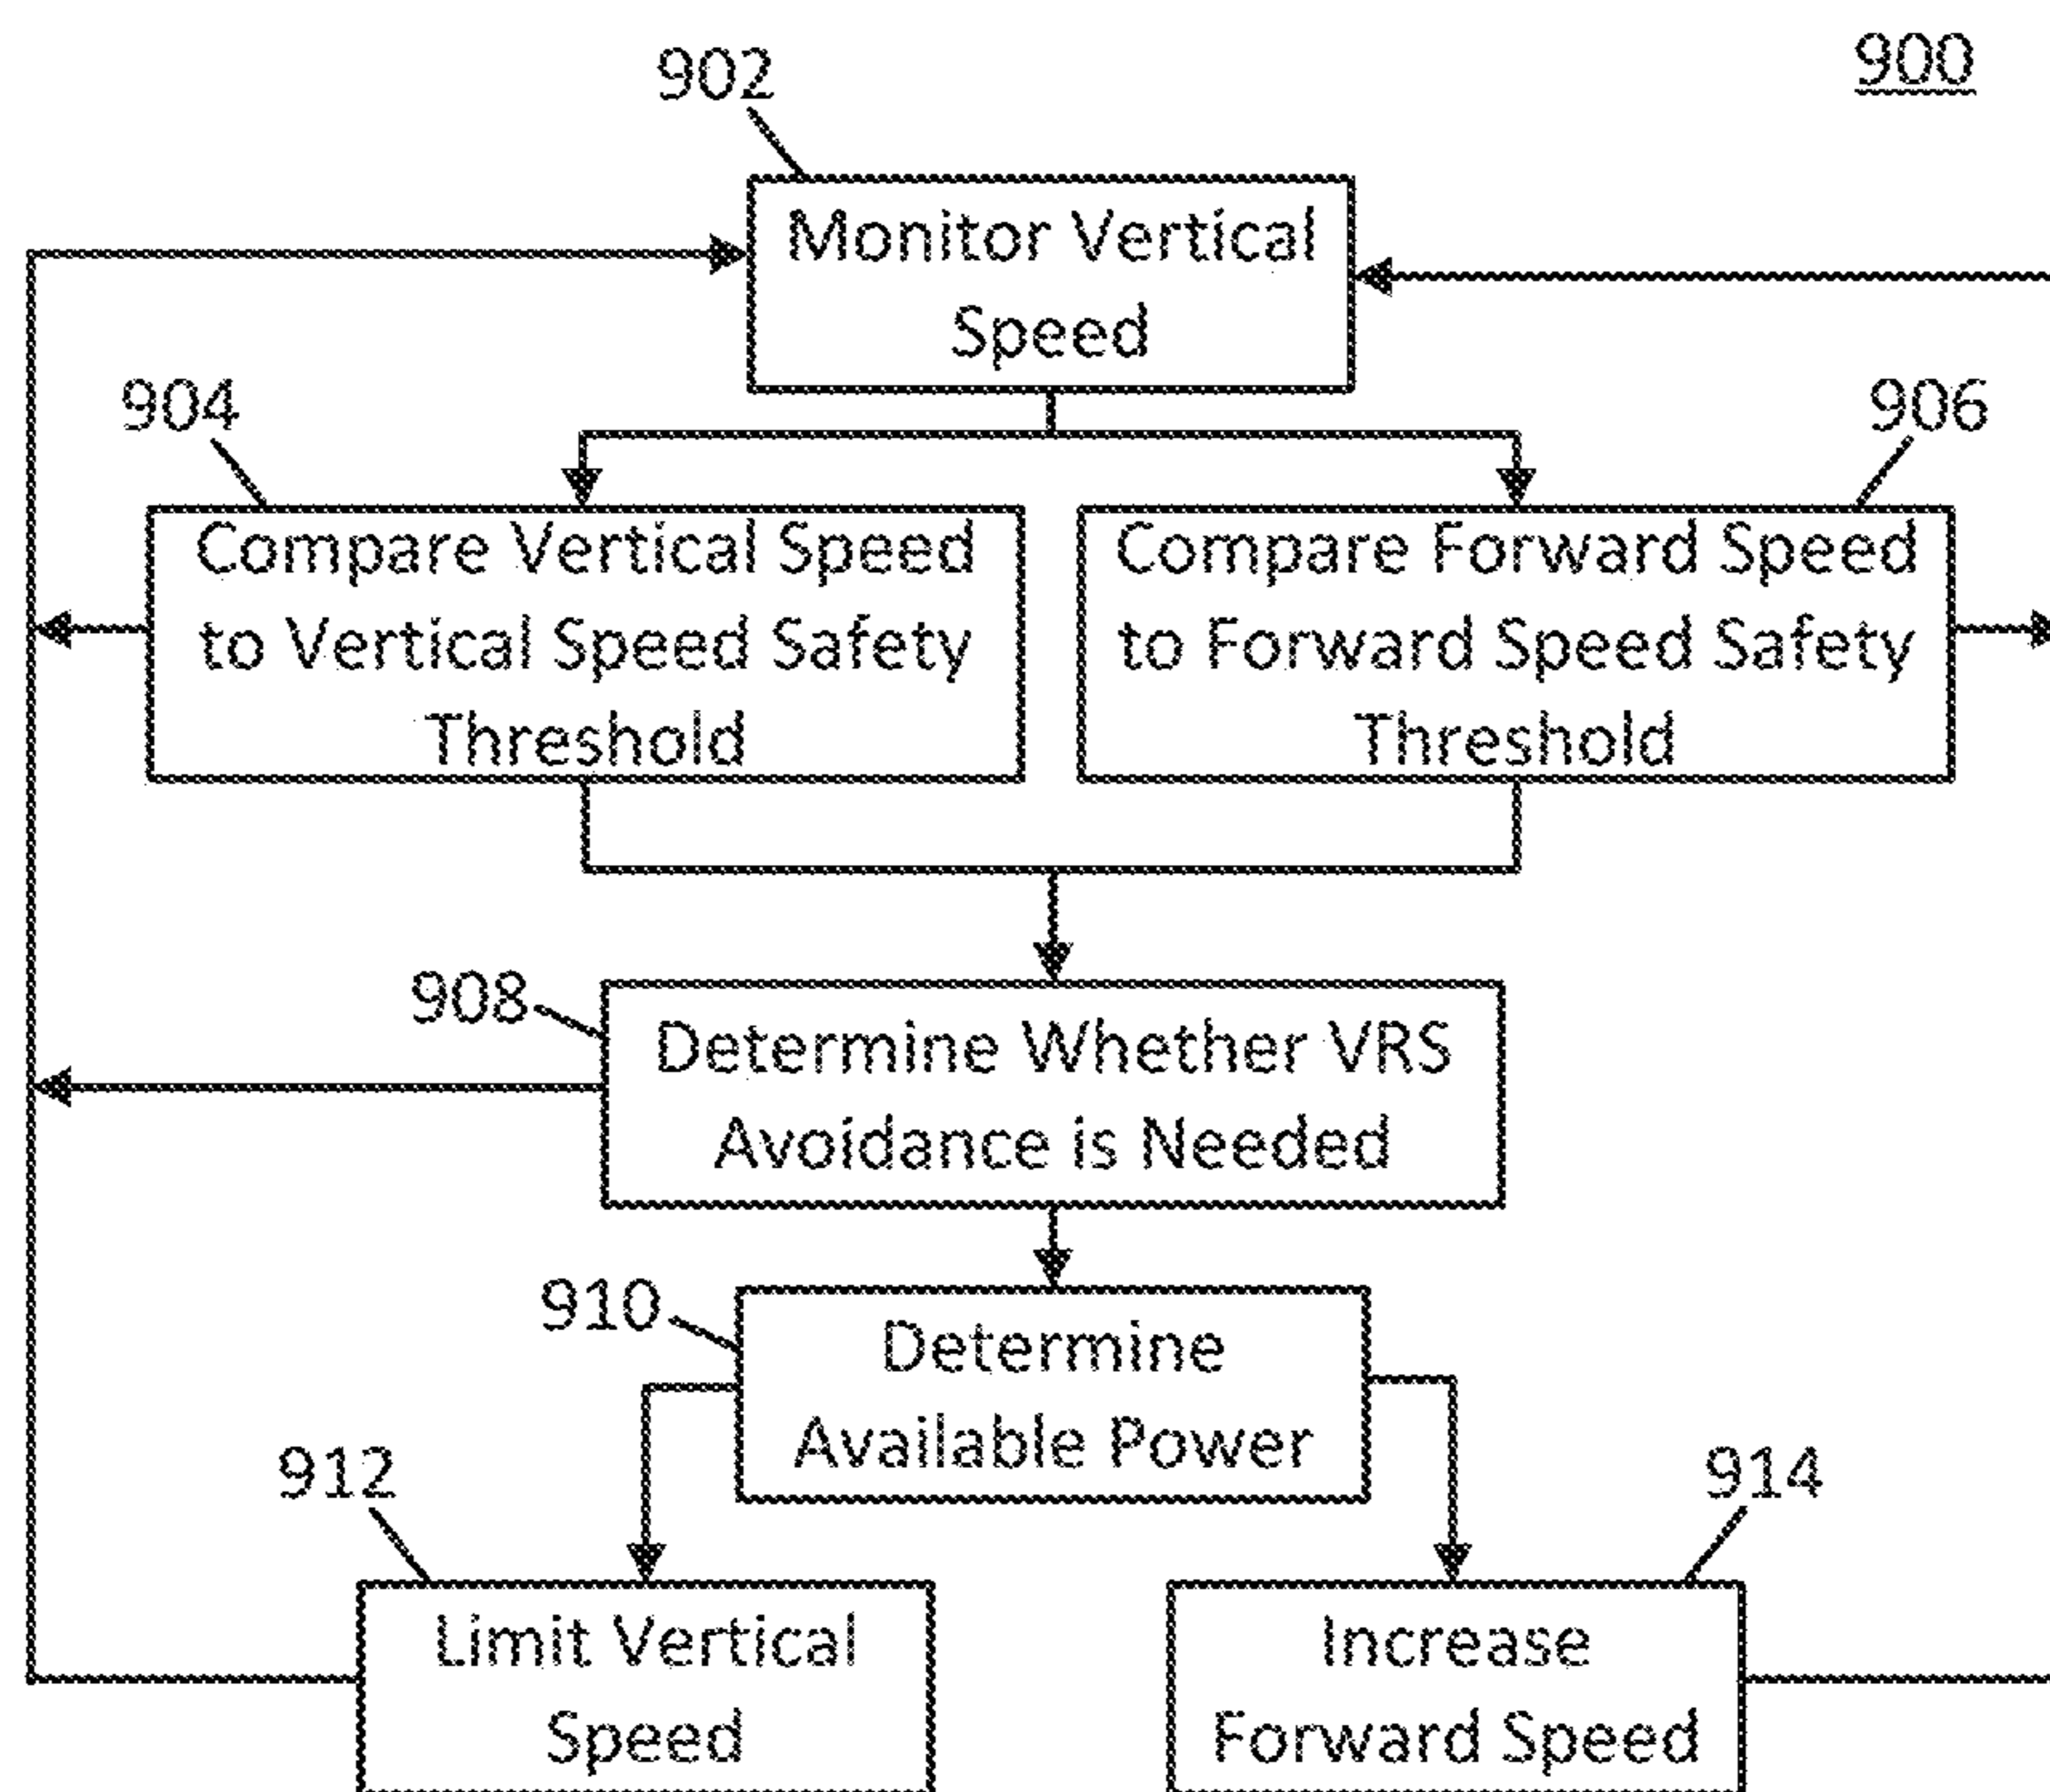 900
902
Monitor Vertical
Speed
904
906
Compare Vertical Speed
to Vertical Speed Safety
Threshold
Compare Forward Speed
to Forward Speed Safety
Threshold
908
Determine Whether VRS
Avoidance is Needed
910
Determine
Available Power
912
914
Limit Vertical
Speed
Increase
Forward Speed